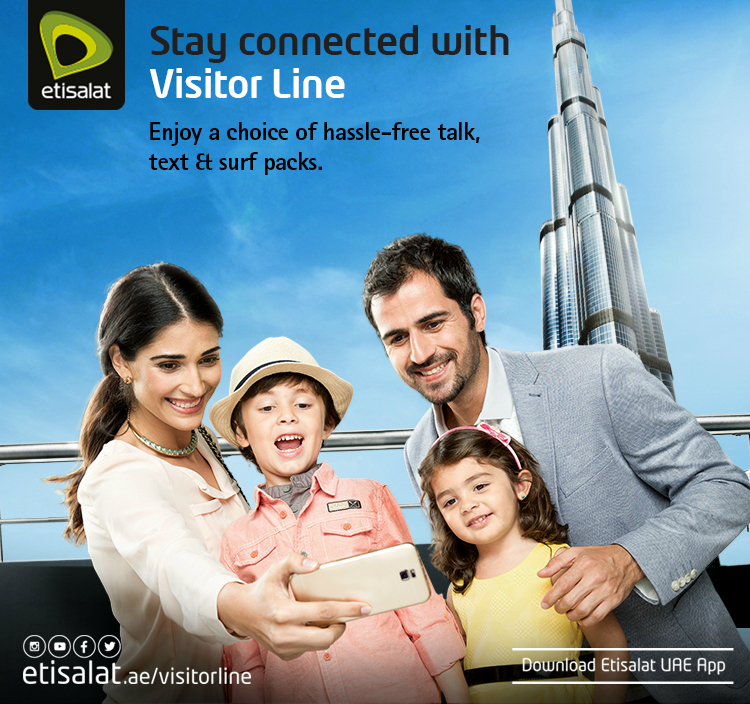 etisalat
Stay connected with
Visitor Line
Enjoy a choice of hassle-free talk,
text & surf packs.
etisalat.ae/visitorline
Download Etisalat UAE App